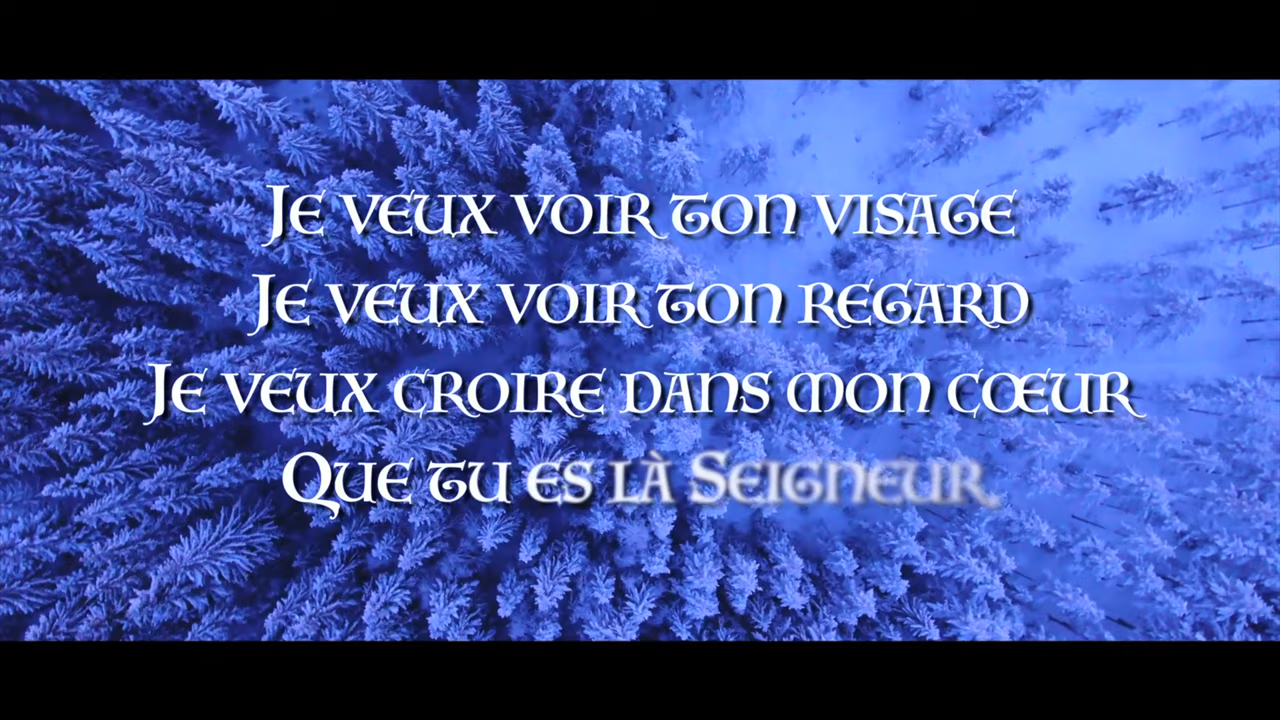 Je veux voir ton visage
Je veux voir ton regard
Je veux croire dans mon cœur
Que tu es là Seigneur